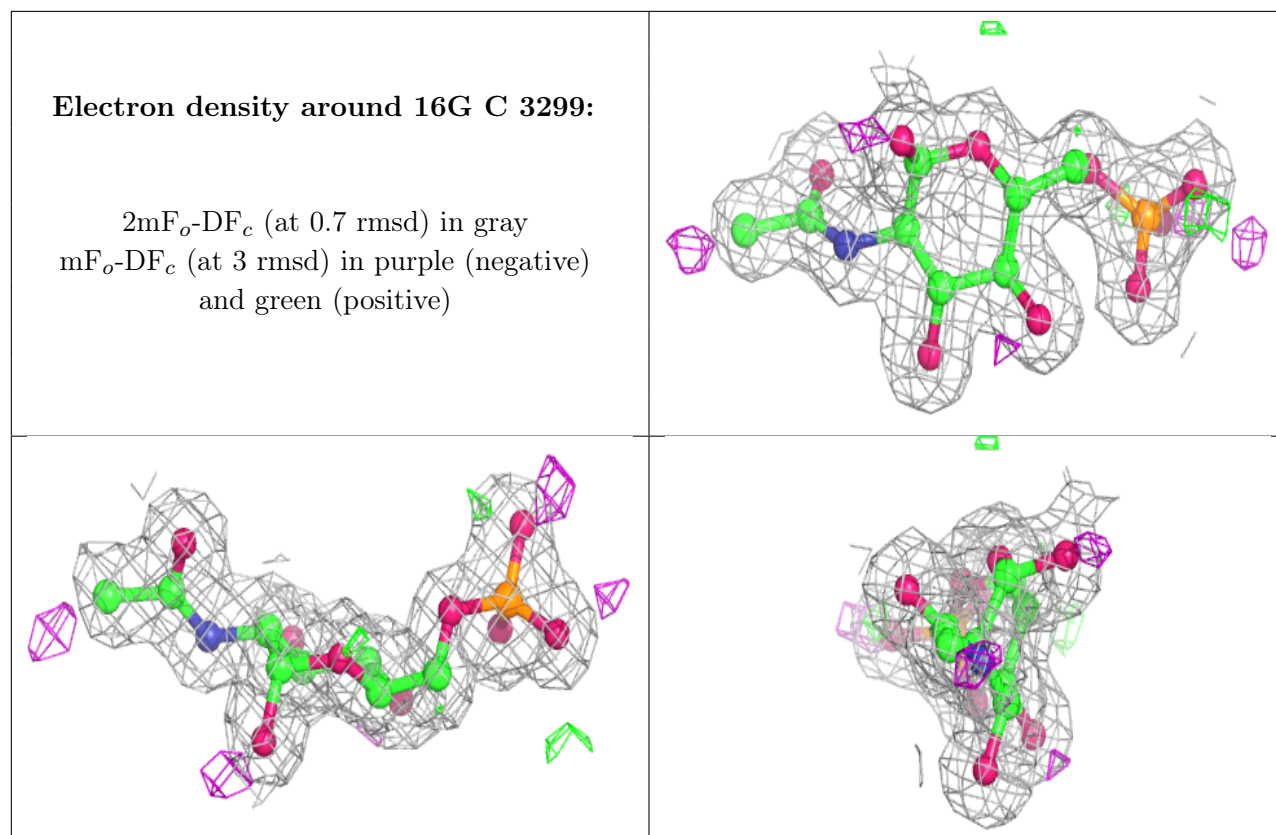 Electron density around 16G C 3299:
2mFo-DFc (at 0.7 rmsd) in gray
mFo-DFc (at 3 rmsd) in purple (negative)
and green (positive)